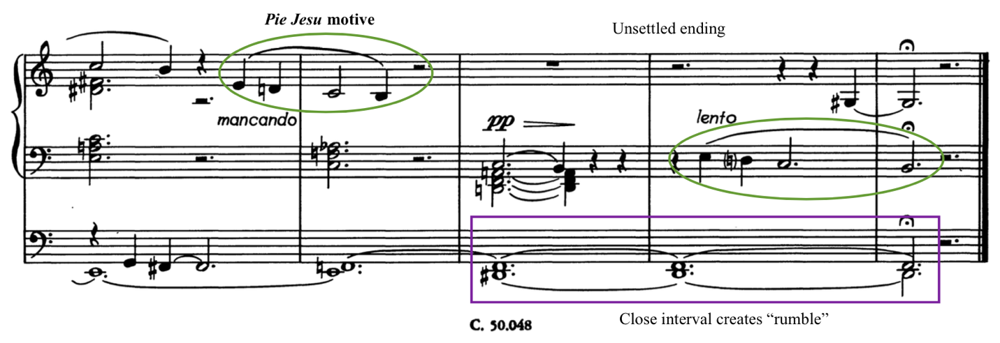 Pie Jesu motive
Unsettled ending
mancando
pp
lento
C. 50.048
Close interval creates “rumble”